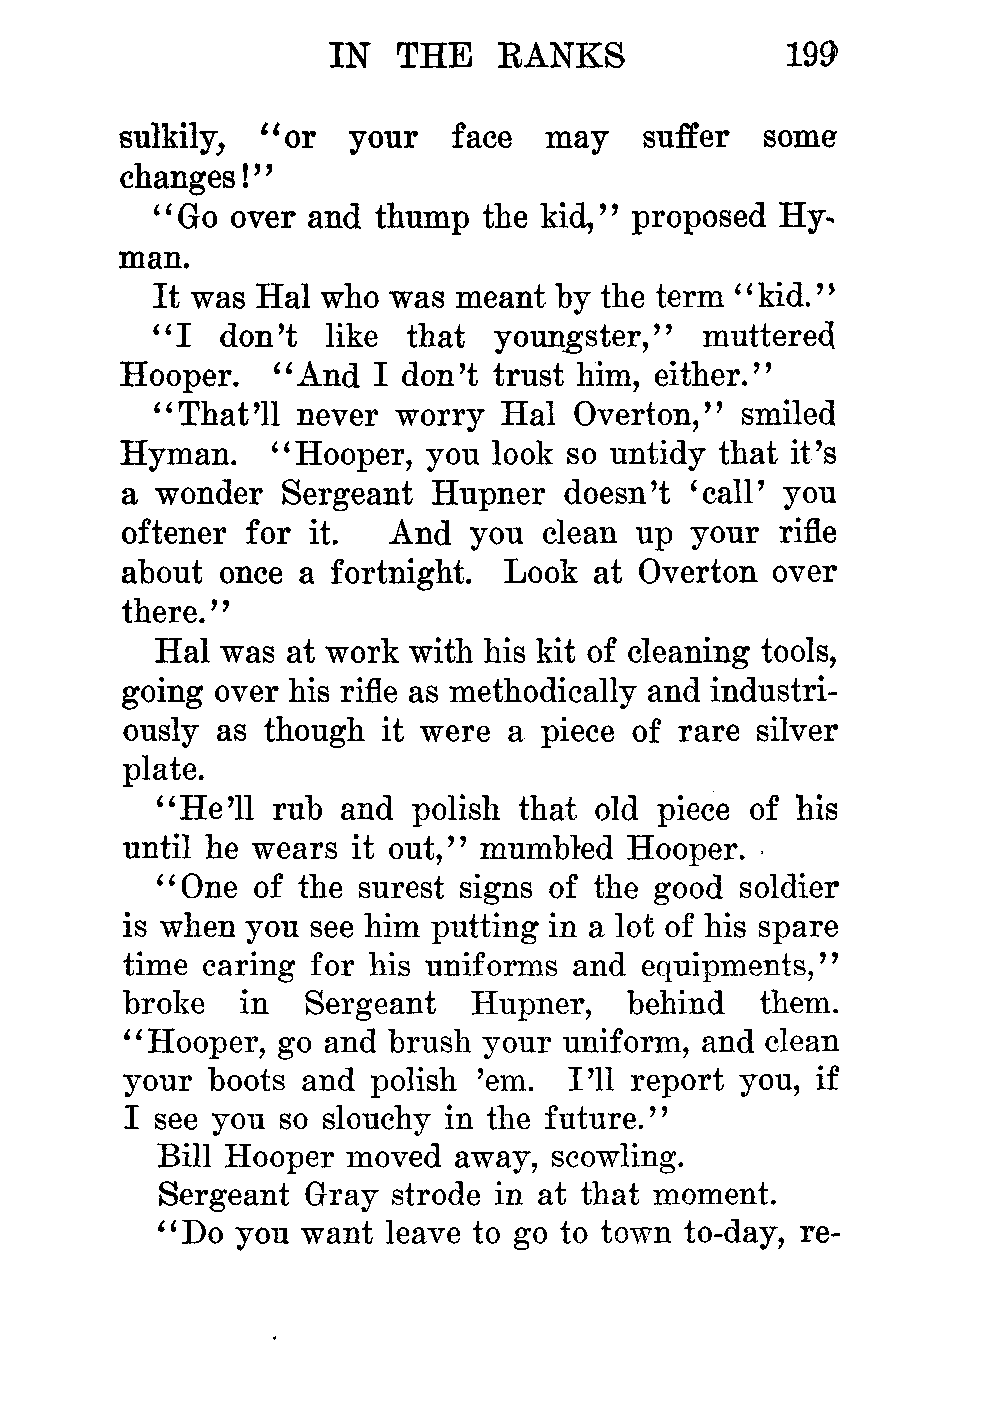 IN THE RANKS 199
sulkily, "or your face may suffer some
changes!"
"Go over and thump the kid," proposed Hy-
man.
It was Hal who was meant by the term "kid."
"I don't like that youngster," muttered
Hooper. "And I don't trust him, either."
"That'll never worry Hal Overton," smiled
Hyman. "Hooper, you look so untidy that it's
a wonder Sergeant Hupner doesn't 'call' you
oftener for it. And you clean up your rifle
about once a fortnight. Look at Overton over
there."
Hal was at work with his kit of cleaning tools,
going over his rifle as methodically and industri-
ously as though it were a piece of rare silver
plate.
"He'll rub and polish that old piece of his
until he wears it out," mumbled Hooper.
"One of the surest signs of the good soldier
is when you see him putting in a lot of his spare
time caring for his uniforms and equipments,"
broke in Sergeant Hupner, behind them.
"Hooper, go and brush your uniform, and clean
your boots and polish 'em. I'll report you, if
I see you so slouchy in the future."
Bill Hooper moved away, scowling.
Sergeant Gray strode in at that moment.
"Do you want leave to go to town to-day, re-